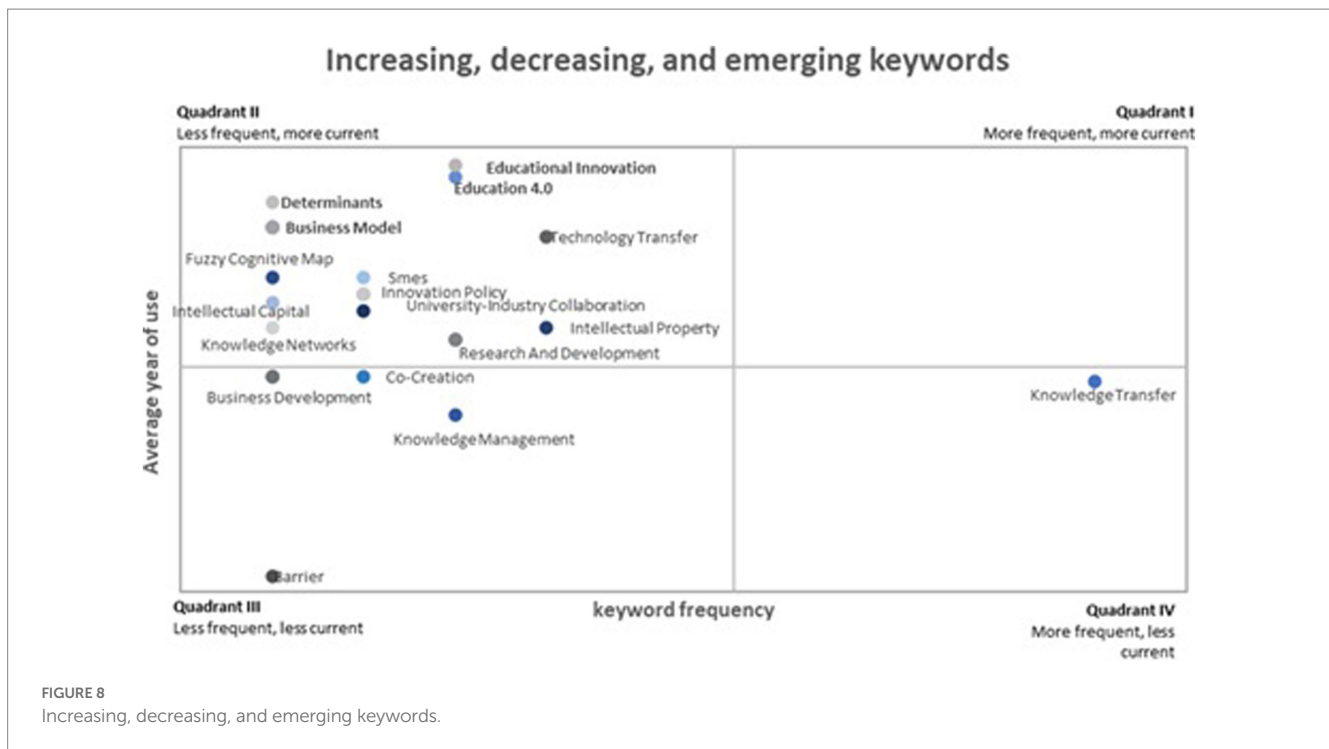 Increasing, decreasing, and emerging keywords
Quadrant II
Less frequent, more current
Quadrant I
More frequent, more current
Educational Innovation
Education 4.0
Determinants
Business Model
Technology Transfer
Fuzzy Cognitive Map
Smes
Innovation Policy
Intellectual Capital
University-Industry Collaboration
Intellectual Property
Knowledge Networks
Research And Development
Co-Creation
Business Development
Knowledge Transfer
Knowledge Management
Barrier
Average year of use
keyword frequency
Quadrant III
Less frequent, less current
Quadrant IV
More frequent, less
current
FIGURE 8
Increasing, decreasing, and emerging keywords.